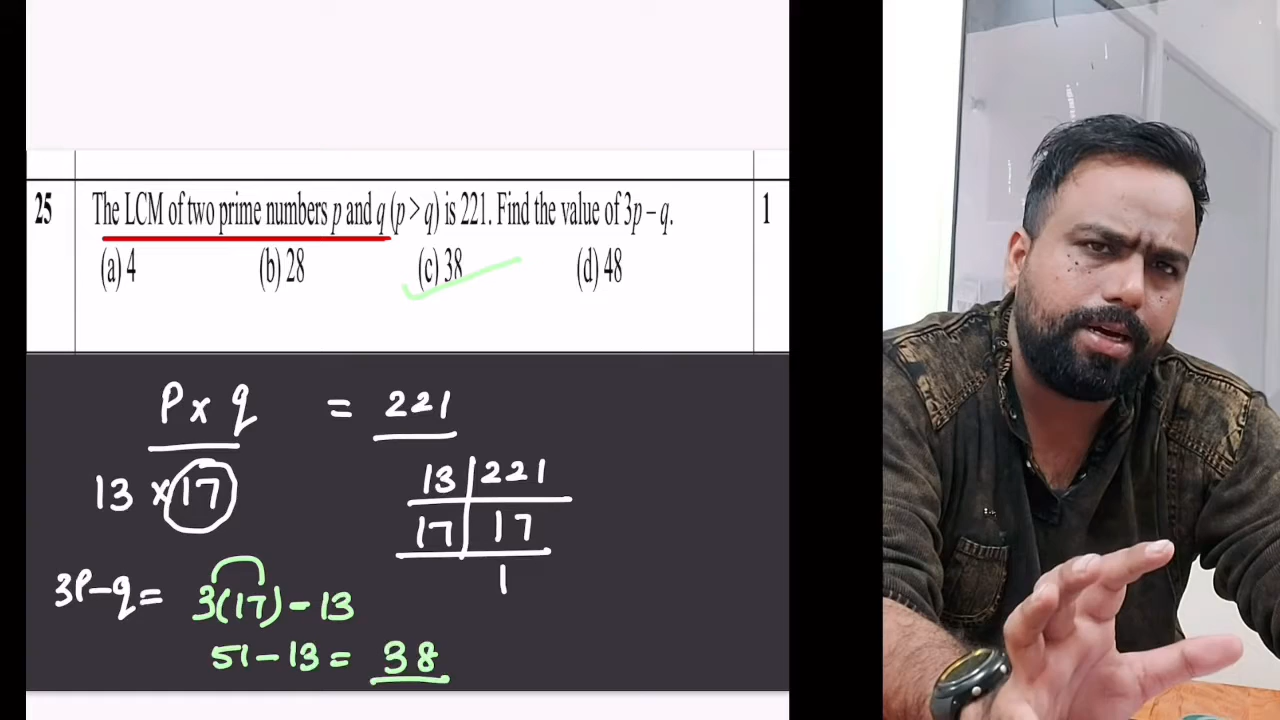 25 The LCM of two prime numbers p and q (p > q) is 221. Find the value of 3p – q. 1
(a) 4 (b) 28 (c) 38 (d) 48
P x q = 221
13 | 221
13 x 17
17 | 17
1
3P-q = 3(17) - 13
51 - 13 = 38